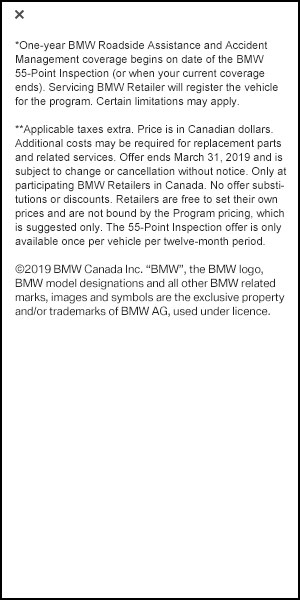 ×
*One-year BMW Roadside Assistance and Accident
Management coverage begins on date of the BMW
55-Point Inspection (or when your current coverage
ends). Servicing BMW Retailer will register the vehicle
for the program. Certain limitations may apply.
**Applicable taxes extra. Price is in Canadian dollars.
Additional costs may be required for replacement parts
and related services. Offer ends March 31, 2019 and is
subject to change or cancellation without notice. Only at
participating BMW Retailers in Canada. No offer substi-
tutions or discounts. Retailers are free to set their own
prices and are not bound by the Program pricing, which
is suggested only. The 55-Point Inspection offer is only
available once per vehicle per twelve-month period.
©2019 BMW Canada Inc. “BMW”, the BMW logo,
BMW model designations and all other BMW related
marks, images and symbols are the exclusive property
and/or trademarks of BMW AG, used under licence.